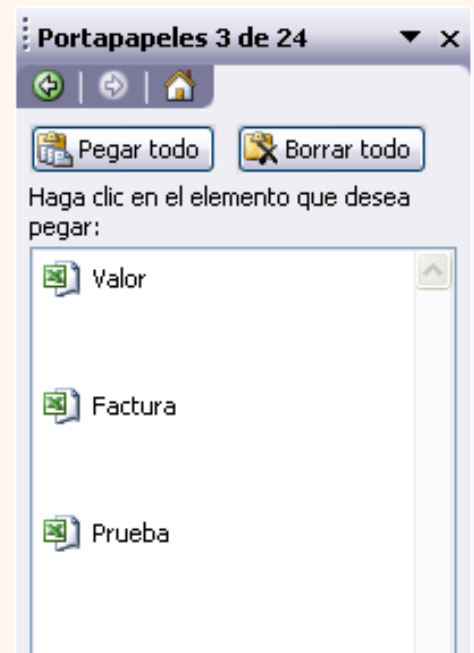 Portapapeles 3 de 24
Pegar todo Borrar todo
Haga clic en el elemento que desea
pegar:
Valor
Factura
Prueba